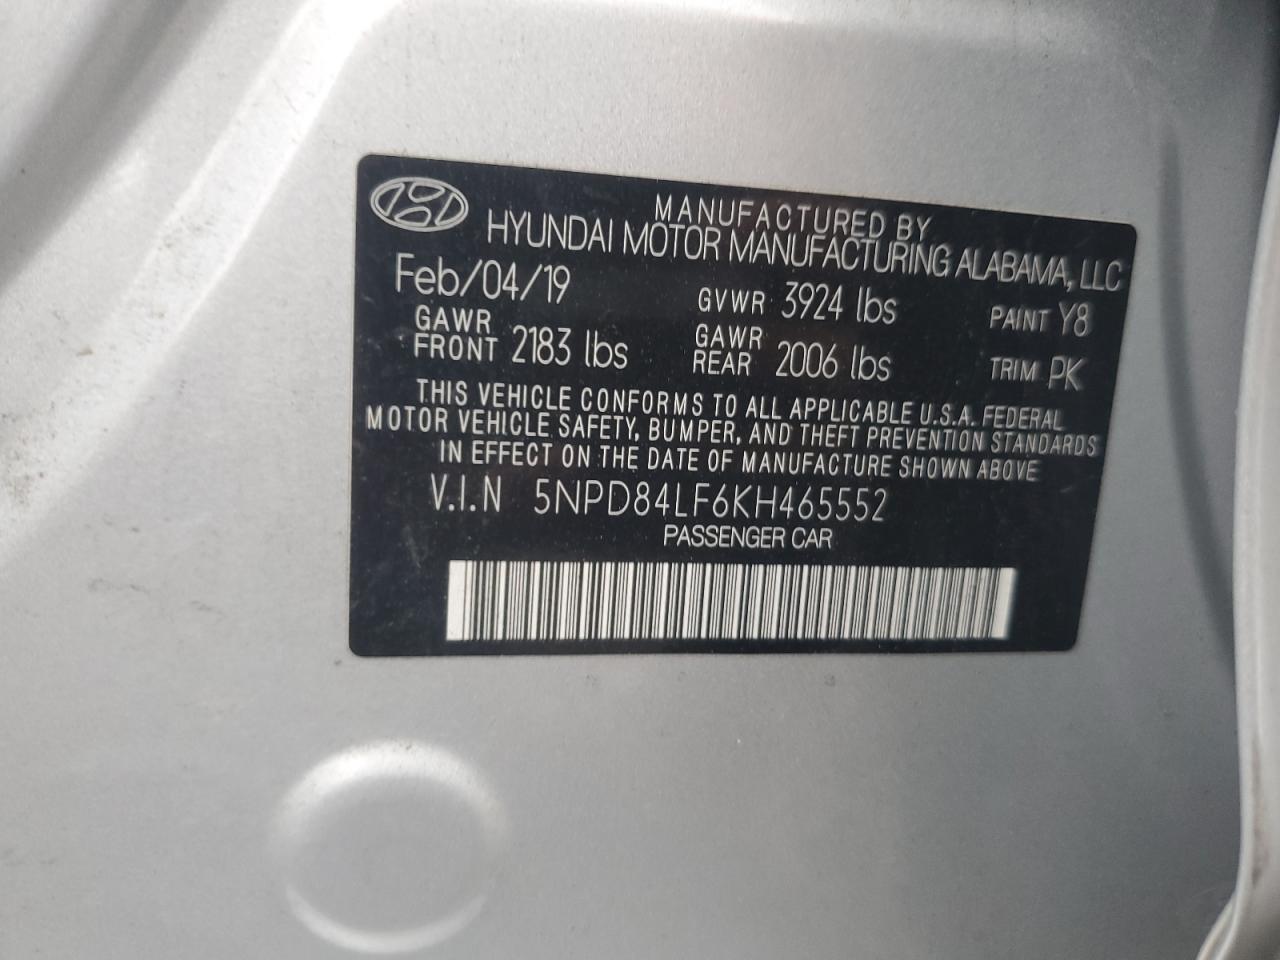 MANUFACTURED BY
HYUNDAI MOTOR MANUFACTURING ALABAMA, LLC
Feb/04/19 GVWR 3924 lbs PAINT Y8
GAWR FRONT 2183 lbs GAWR REAR 2006 lbs TRIM PK
THIS VEHICLE CONFORMS TO ALL APPLICABLE U.S.A. FEDERAL
MOTOR VEHICLE SAFETY, BUMPER, AND THEFT PREVENTION STANDARDS
IN EFFECT ON THE DATE OF MANUFACTURE SHOWN ABOVE
V.I.N 5NPD84LF6KH465552
PASSENGER CAR